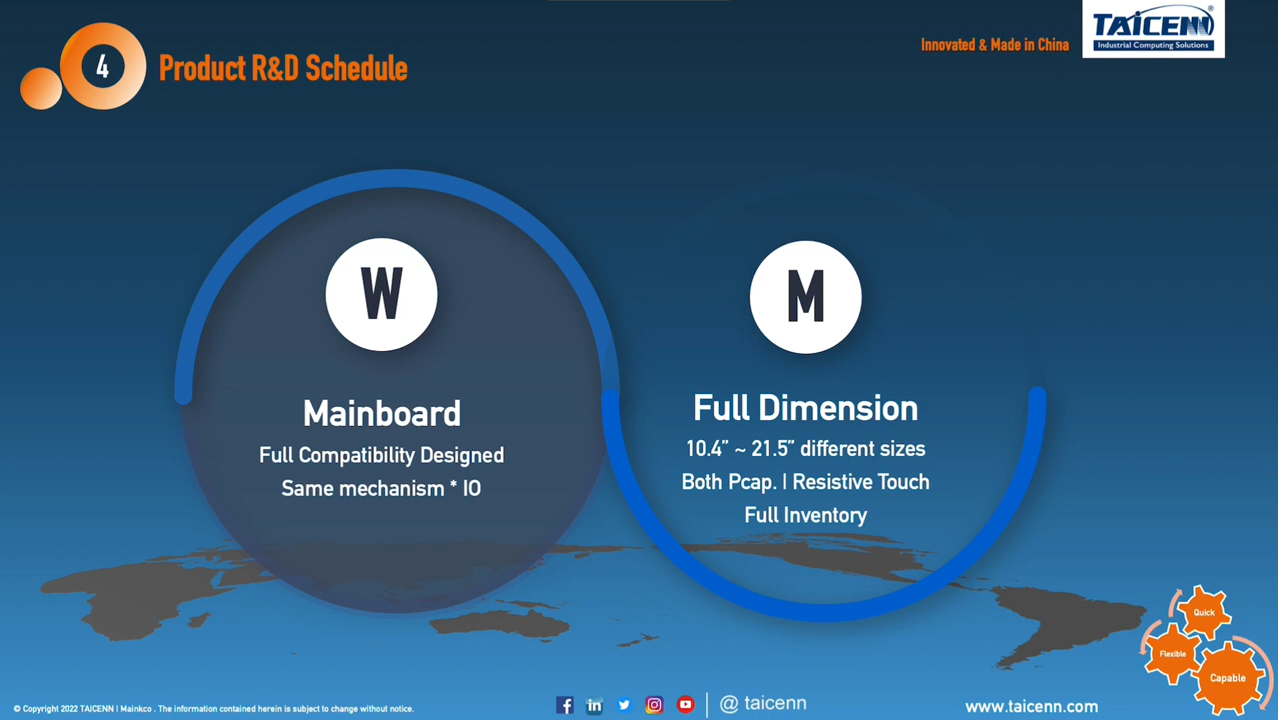 4
Product R&D Schedule
Innovated & Made in China
TAICENN ®
Industrial Computing Solutions
W
Mainboard
Full Compatibility Designed
Same mechanism * IO
M
Full Dimension
10.4” ~ 21.5” different sizes
Both Pcap. | Resistive Touch
Full Inventory
Quick
Flexible
Capable
© Copyright 2022 TAICENN | Mainkco . The information contained herein is subject to change without notice.
@ taicenn
www.taicenn.com